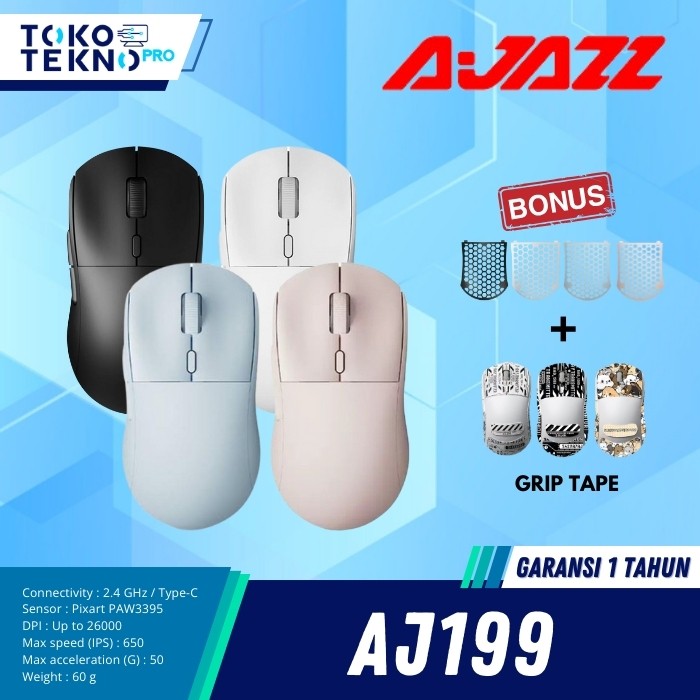 TOKO
TEKNO PRO
A-JAZZ
BONUS
+
GRIP TAPE
GARANSI 1 TAHUN
Connectivity : 2.4 GHz / Type-C
Sensor : Pixart PAW3395
DPI : Up to 26000
Max speed (IPS) : 650
Max acceleration (G) : 50
Weight : 60 g
AJ199